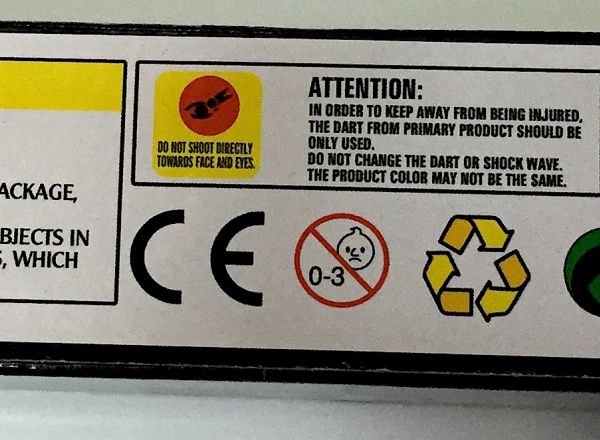 ACKAGE,
BJECTS IN
, WHICH
DO NOT SHOOT DIRECTLY
TOWARDS FACE AND EYES.
ATTENTION:
IN ORDER TO KEEP AWAY FROM BEING INJURED,
THE DART FROM PRIMARY PRODUCT SHOULD BE
ONLY USED.
DO NOT CHANGE THE DART OR SHOCK WAVE.
THE PRODUCT COLOR MAY NOT BE THE SAME.
CE
0-3